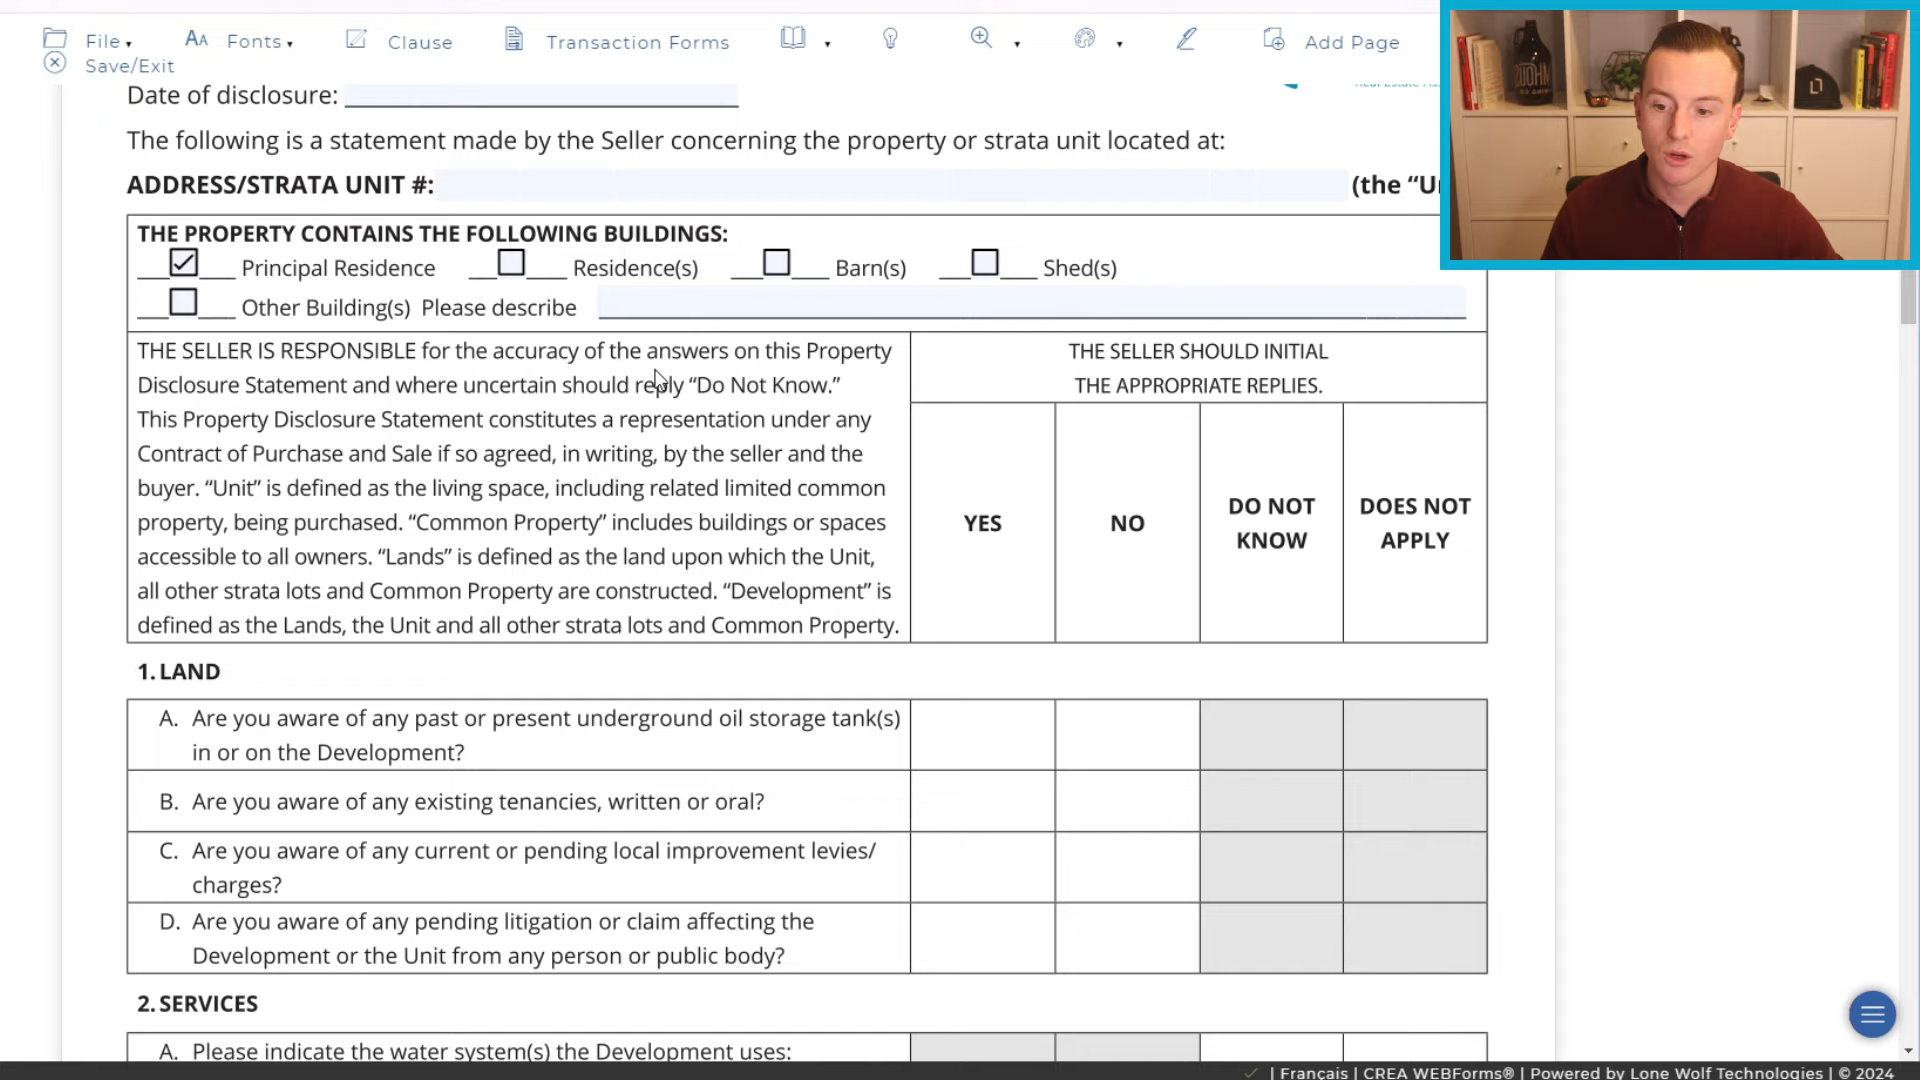 File
Fonts
Clause
Transaction Forms
Add Page
Save/Exit
Date of disclosure:
The following is a statement made by the Seller concerning the property or strata unit located at:
ADDRESS/STRATA UNIT #: (the “U
THE PROPERTY CONTAINS THE FOLLOWING BUILDINGS:
Principal Residence Residence(s) Barn(s) Shed(s)
Other Building(s) Please describe
THE SELLER IS RESPONSIBLE for the accuracy of the answers on this Property
Disclosure Statement and where uncertain should reply “Do Not Know.”
This Property Disclosure Statement constitutes a representation under any
Contract of Purchase and Sale if so agreed, in writing, by the seller and the
buyer. “Unit” is defined as the living space, including related limited common
property, being purchased. “Common Property” includes buildings or spaces
accessible to all owners. “Lands” is defined as the land upon which the Unit,
all other strata lots and Common Property are constructed. “Development” is
defined as the Lands, the Unit and all other strata lots and Common Property.
THE SELLER SHOULD INITIAL
THE APPROPRIATE REPLIES.
YES
NO
DO NOT
KNOW
DOES NOT
APPLY
1. LAND
A. Are you aware of any past or present underground oil storage tank(s)
in or on the Development?
B. Are you aware of any existing tenancies, written or oral?
C. Are you aware of any current or pending local improvement levies/
charges?
D. Are you aware of any pending litigation or claim affecting the
Development or the Unit from any person or public body?
2. SERVICES
A. Please indicate the water system(s) the Development uses:
| Français | CREA WEBForms® | Powered by Lone Wolf Technologies | © 2024